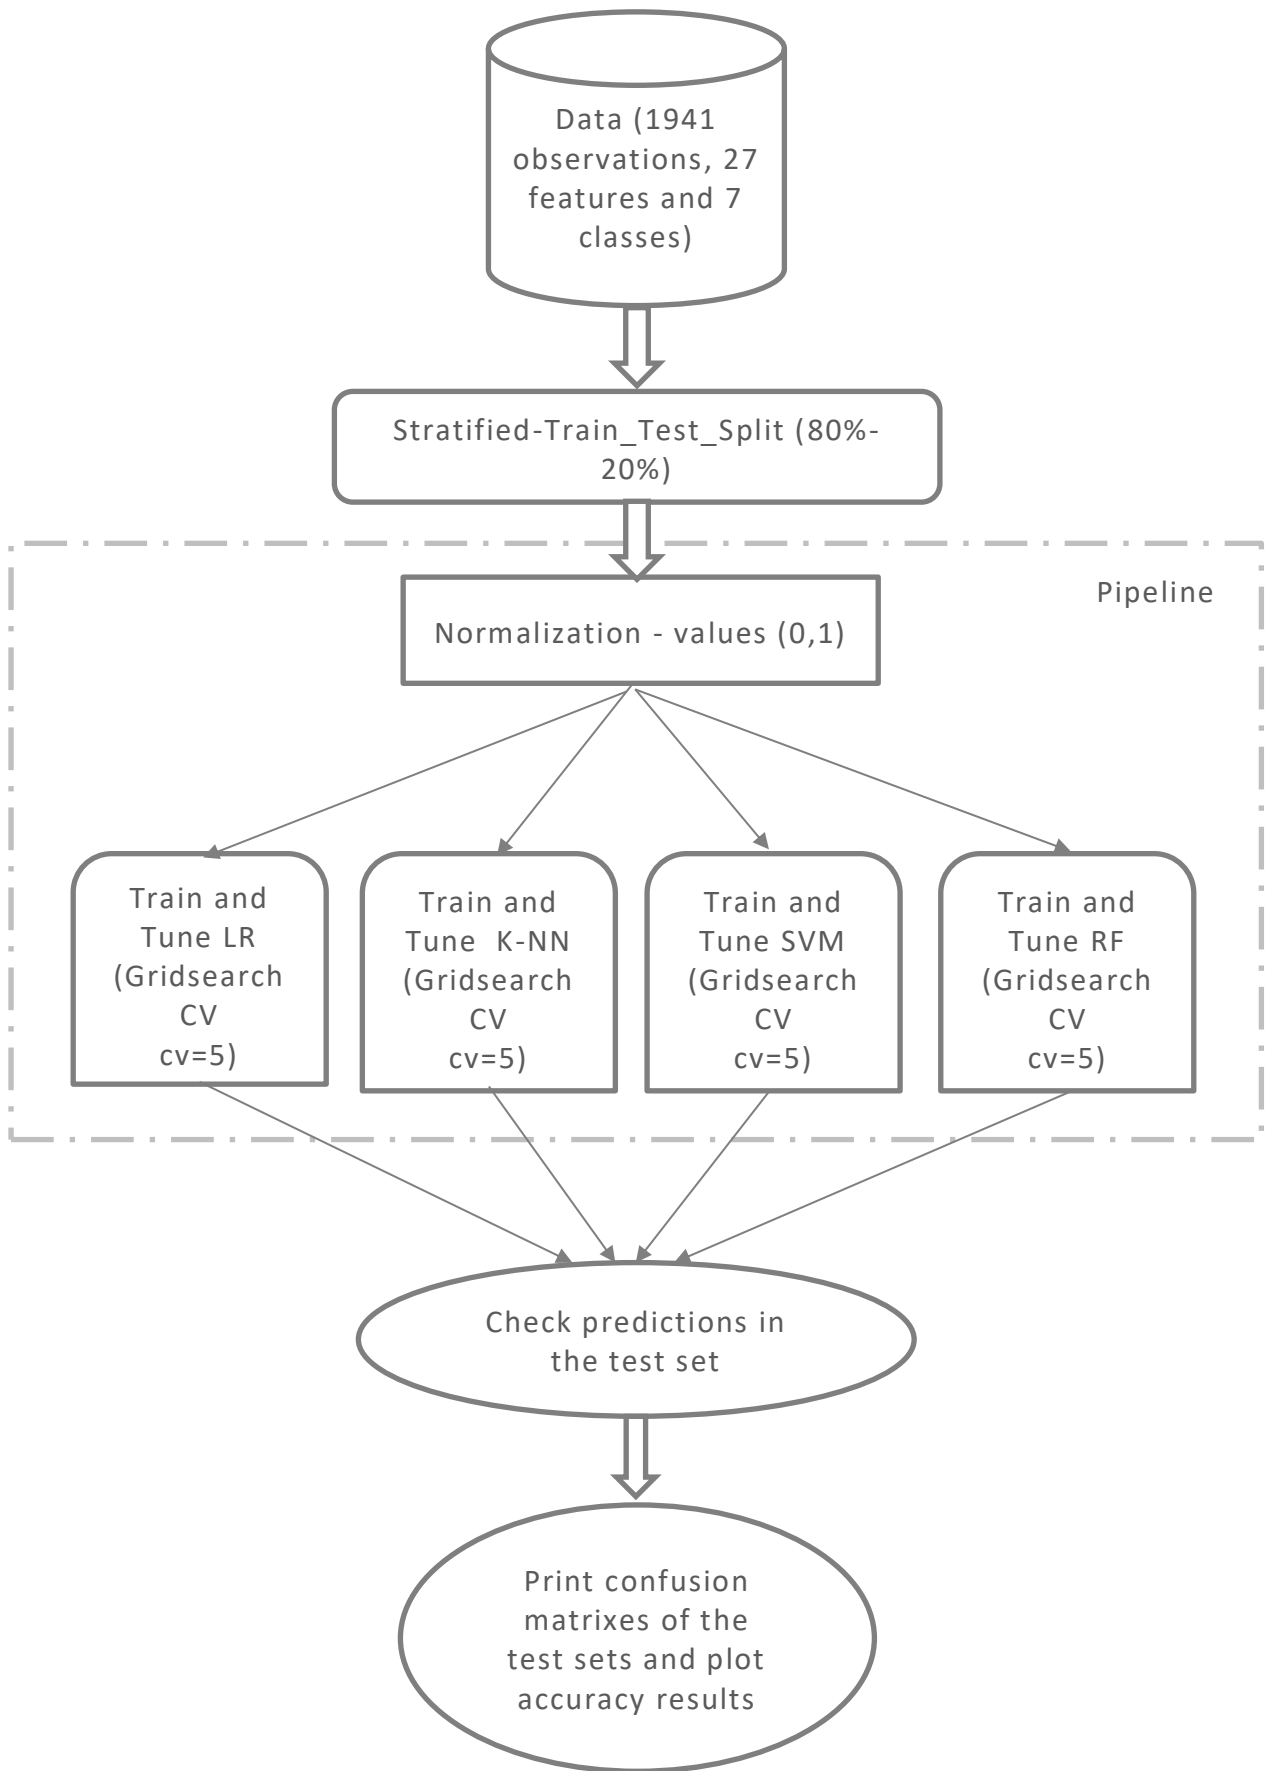 Data (1941
observations, 27
features and 7
classes)
Stratified-Train_Test_Split (80%-
20%)
Pipeline
Normalization - values (0,1)
Train and
Tune LR
(Gridsearch
CV
cv=5)
Train and
Tune  K-NN
(Gridsearch
CV
cv=5)
Train and
Tune SVM
(Gridsearch
CV
cv=5)
Train and
Tune RF
(Gridsearch
CV
cv=5)
Check predictions in
the test set
Print confusion
matrixes of the
test sets and plot
accuracy results